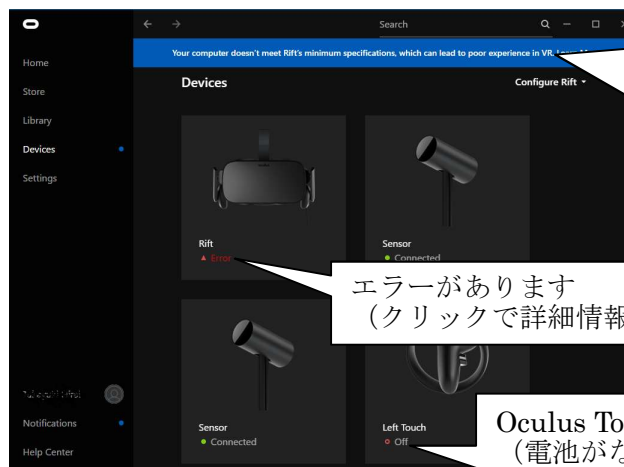 Search
Your computer doesn't meet Rift's minimum specifications, which can lead to poor experience in VR.
Home
Devices
Configure Rift
Store
Library
Devices
Settings
Rift
Error
Sensor
Connected
エラーがあります
（クリックで詳細情報
Sensor
Connected
Left Touch
Off
Oculus To
（電池がな
Notifications
Help Center